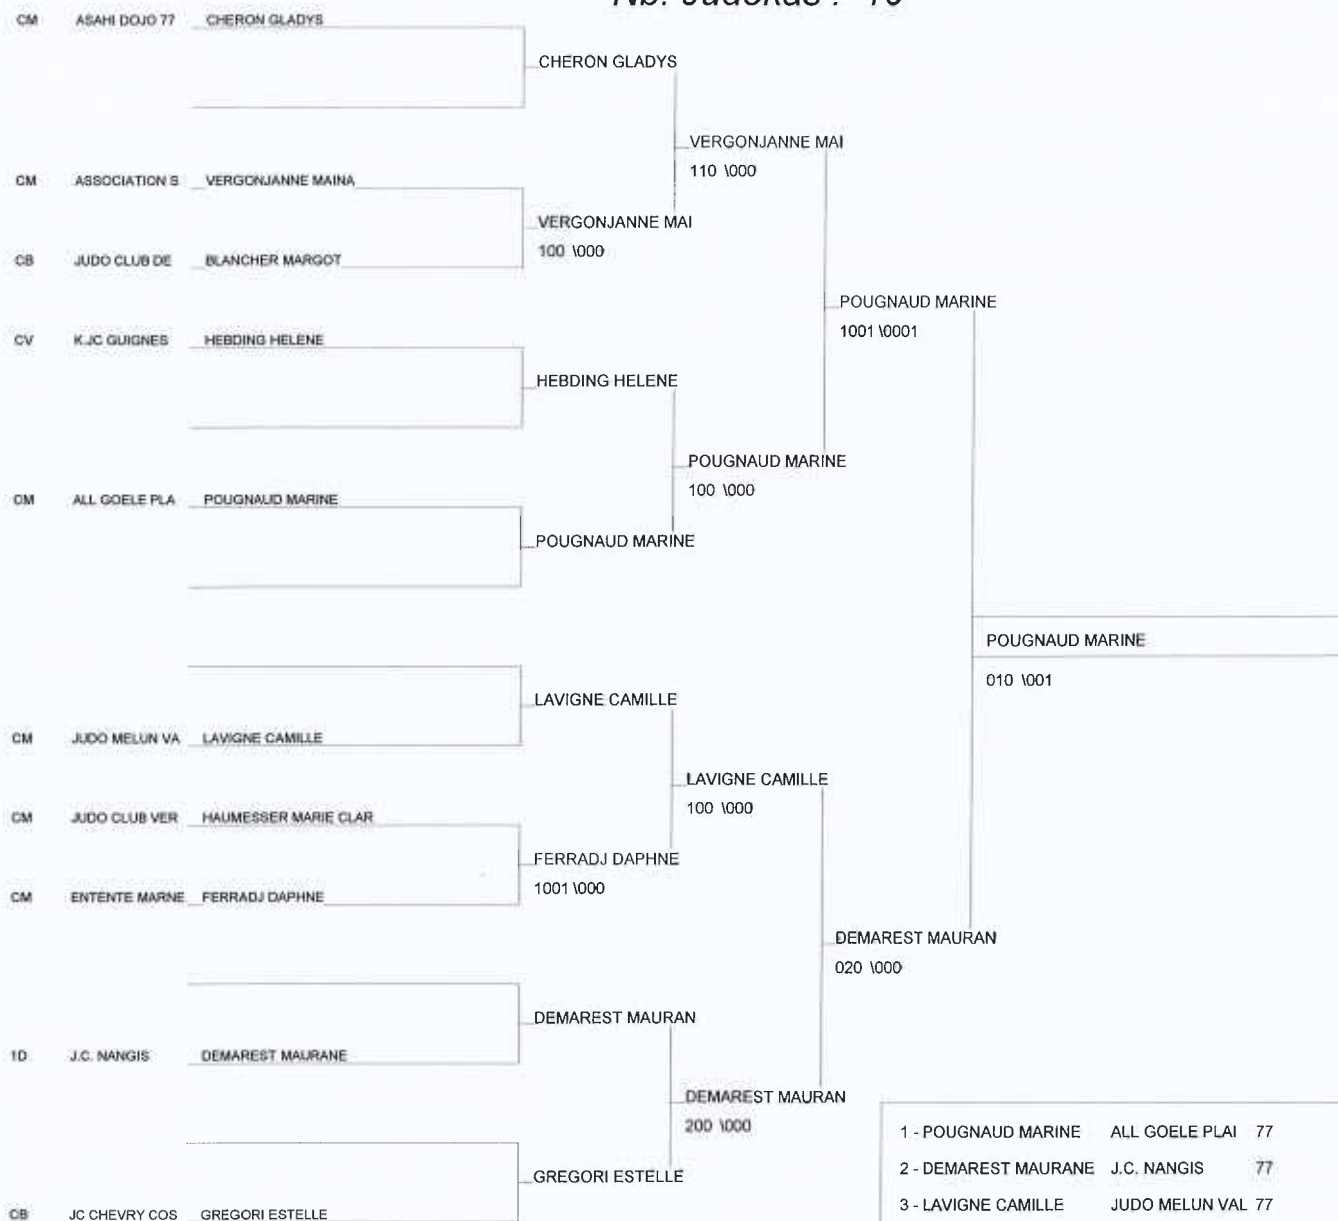 Nb. Judokas : 10
CM ASAHI DOJO 77 CHERON GLADYS
CHERON GLADYS
VERGONJANNE MAI
110 \000
CM ASSOCIATION S VERGONJANNE MAINA
VERGONJANNE MAI
100 \000
CB JUDO CLUB DE BLANCHER MARGOT
POUGNAUD MARINE
1001 \0001
CV K.JC GUIGNES HEBDING HELENE
HEBDING HELENE
POUGNAUD MARINE
100 \000
CM ALL GOELE PLA POUGNAUD MARINE
POUGNAUD MARINE
POUGNAUD MARINE
010 \001
LAVIGNE CAMILLE
CM JUDO MELUN VA LAVIGNE CAMILLE
LAVIGNE CAMILLE
100 \000
CM JUDO CLUB VER HAUMESSER MARIE CLAR
FERRADJ DAPHNE
1001 \000
CM ENTENTE MARNE FERRADJ DAPHNE
DEMAREST MAURAN
020 \000
DEMAREST MAURAN
1D J.C. NANGIS DEMAREST MAURANE
DEMAREST MAURAN
200 \000
GREGORI ESTELLE
CB JC CHEVRY COS GREGORI ESTELLE
1 - POUGNAUD MARINE ALL GOELE PLAI 77
2 - DEMAREST MAURANE J.C. NANGIS 77
3 - LAVIGNE CAMILLE JUDO MELUN VAL 77